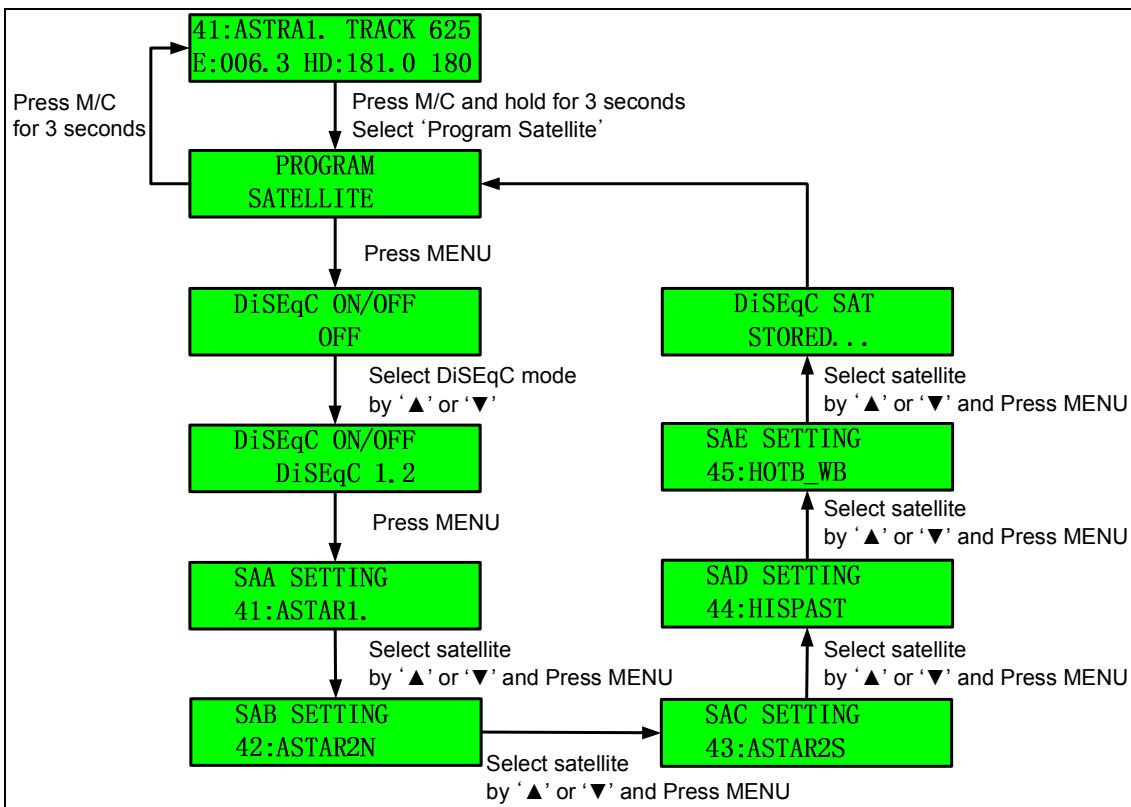 41:ASTRA1. TRACK 625
E:006.3 HD:181.0 180
Press M/C
for 3 seconds
Press M/C and hold for 3 seconds
Select ‘Program Satellite’
PROGRAM
SATELLITE
Press MENU
DiSEqC ON/OFF
OFF
Select DiSEqC mode
by ‘▲’ or ‘▼’
DiSEqC ON/OFF
DiSEqC 1.2
Press MENU
SAA SETTING
41:ASTAR1.
Select satellite
by ‘▲’ or ‘▼’ and Press MENU
SAB SETTING
42:ASTAR2N
Select satellite
by ‘▲’ or ‘▼’ and Press MENU
SAC SETTING
43:ASTAR2S
Select satellite
by ‘▲’ or ‘▼’ and Press MENU
SAD SETTING
44:HISPAST
Select satellite
by ‘▲’ or ‘▼’ and Press MENU
SAE SETTING
45:HOTB_WB
Select satellite
by ‘▲’ or ‘▼’ and Press MENU
DiSEqC SAT
STORED...